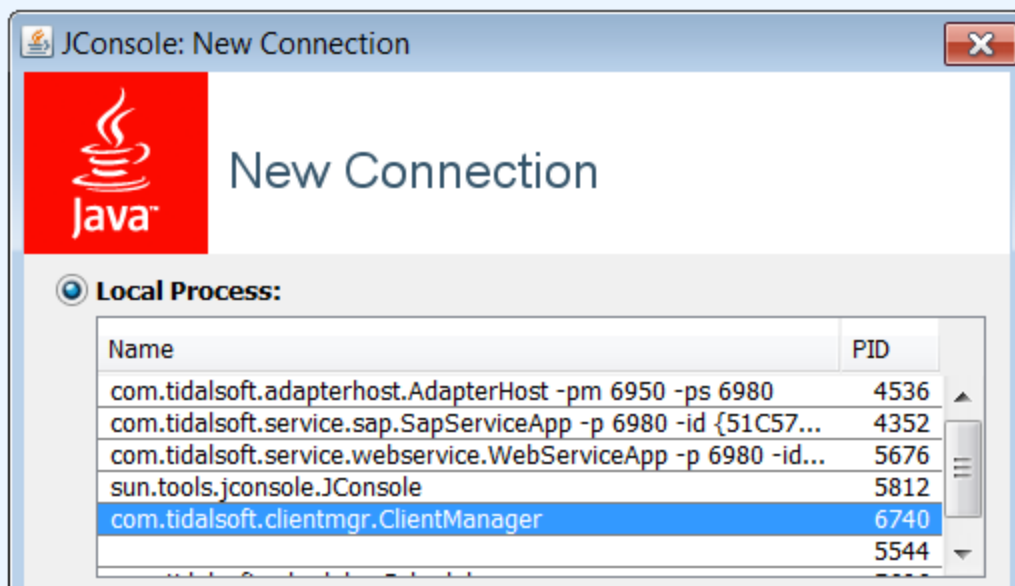 JConsole: New Connection
Java™
New Connection
Local Process:
Name PID
com.tidalsoft.adapterhost.AdapterHost -pm 6950 -ps 6980 4536
com.tidalsoft.service.sap.SapServiceApp -p 6980 -id {51C57... 4352
com.tidalsoft.service.webservice.WebServiceApp -p 6980 -id... 5676
sun.tools.jconsole.JConsole 5812
com.tidalsoft.clientmgr.ClientManager 6740
5544